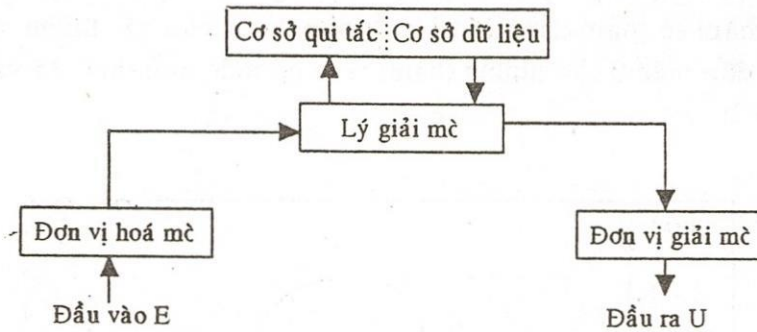 Cơ sở qui tắc Cơ sở dữ liệu
Lý giải mờ
Đơn vị hoá mờ
Đơn vị giải mờ
Đầu vào E
Đầu ra U